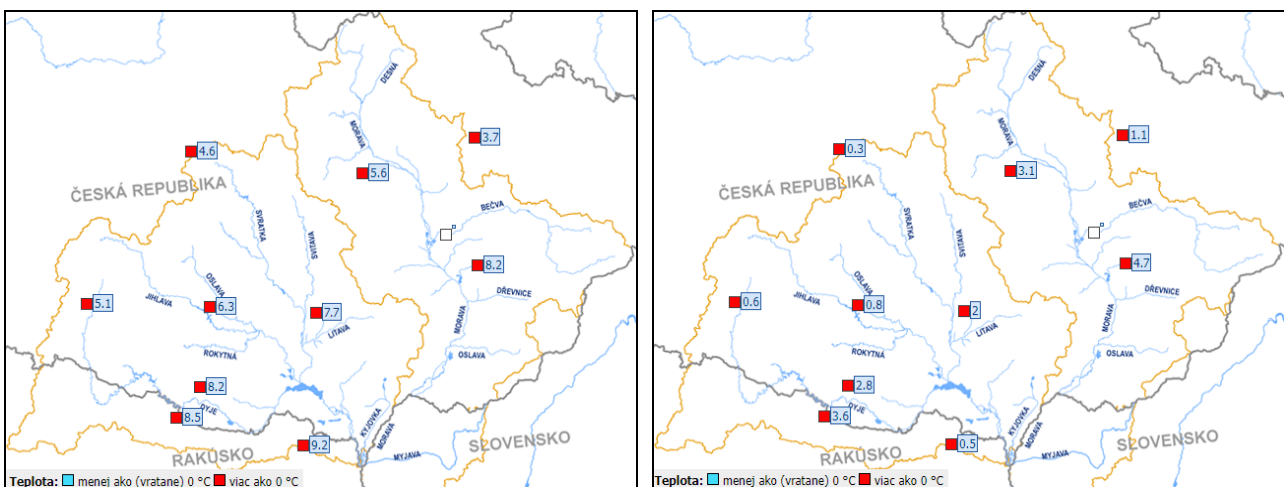 DESNÁ
MORAVA
3.7
4.6
5.6
ČESKÁ REPUBLIKA
SVRATKA
SVITAVA
BEČVA
8.2
OSLAVA
DŘEVNICE
JIHLAVA
5.1
6.3
7.7
LITAVA
MORAVA
ROKYTNÁ
OSLAVA
8.2
DYJE
8.5
KYJOVKA
MORAVA
9.2
SLOVENSKO
RAKÚSKO
MYJAVA
Teplota: menej ako (vratane) 0 °C viac ako 0 °C
DESNÁ
MORAVA
1.1
0.3
3.1
ČESKÁ REPUBLIKA
SVRATKA
SVITAVA
BEČVA
4.7
OSLAVA
DŘEVNICE
JIHLAVA
0.6
0.8
2
LITAVA
MORAVA
ROKYTNÁ
OSLAVA
2.8
DYJE
3.6
KYJOVKA
MORAVA
0.5
SLOVENSKO
RAKÚSKO
MYJAVA
Teplota: menej ako (vratane) 0 °C viac ako 0 °C